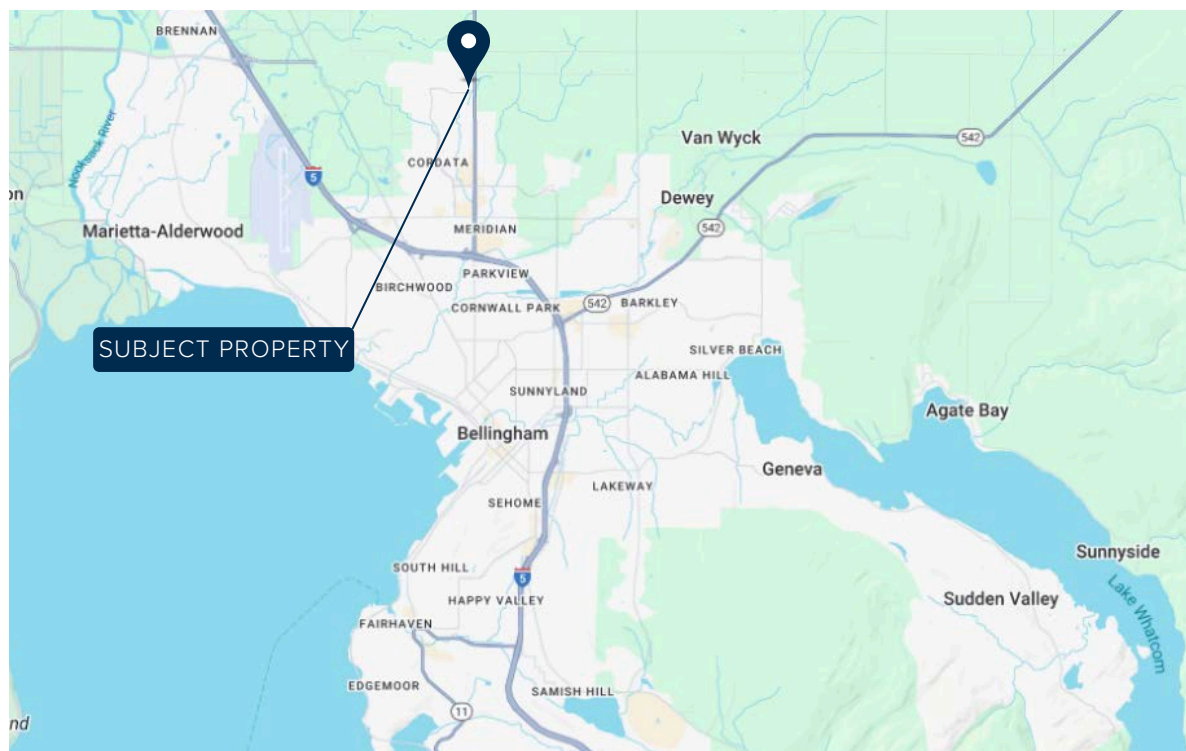 BRENNAN
Nooksack River
5
CORDATA
Van Wyck
542
on
Dewey
542
Marietta-Alderwood
MERIDIAN
PARKVIEW
BIRCHWOOD
CORNWALL PARK
542
BARKLEY
SUBJECT PROPERTY
SILVER BEACH
ALABAMA HILL
SUNNYLAND
Agate Bay
Bellingham
Geneva
LAKEWAY
SEHOME
Sunnyside
SOUTH HILL
5
HAPPY VALLEY
Sudden Valley
Lake Whatcom
FAIRHAVEN
EDGEMOOR
SAMISH HILL
11
nd